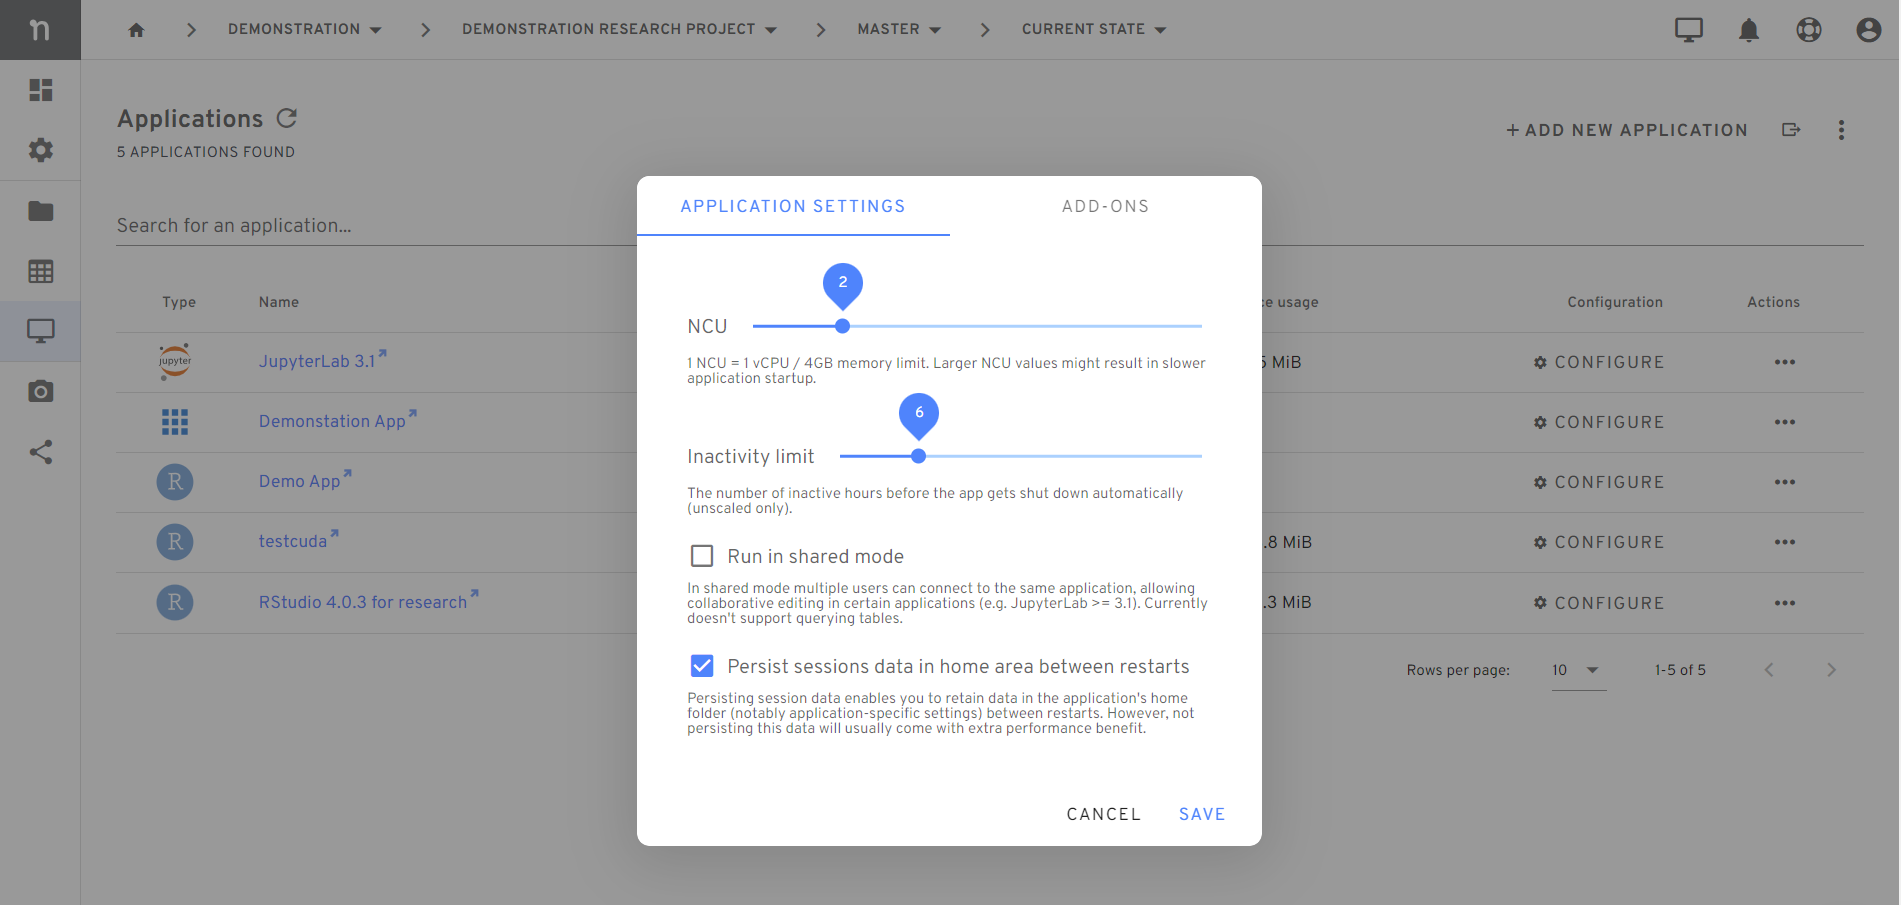 n
DEMONSTRATION
DEMONSTRATION RESEARCH PROJECT
MASTER
CURRENT STATE
Applications
5 APPLICATIONS FOUND
+ ADD NEW APPLICATION
Search for an application...
APPLICATION SETTINGS
ADD-ONS
Type
Name
usage
Configuration
Actions
2
NCU
1 NCU = 1 vCPU / 4GB memory limit. Larger NCU values might result in slower
application startup.
6
Inactivity limit
The number of inactive hours before the app gets shut down automatically
(unscaled only).
Run in shared mode
In shared mode multiple users can connect to the same application, allowing
collaborative editing in certain applications (e.g. JupyterLab >= 3.1). Currently
doesn't support querying tables.
Persist sessions data in home area between restarts
Persisting session data enables you to retain data in the application's home
folder (notably application-specific settings) between restarts. However, not
persisting this data will usually come with extra performance benefit.
CANCEL
SAVE
jupyter
JupyterLab 3.1
5 MiB
CONFIGURE
Demonstation App
CONFIGURE
R
Demo App
CONFIGURE
R
testcuda
.8 MiB
CONFIGURE
R
RStudio 4.0.3 for research
.3 MiB
CONFIGURE
Rows per page:
10
1-5 of 5